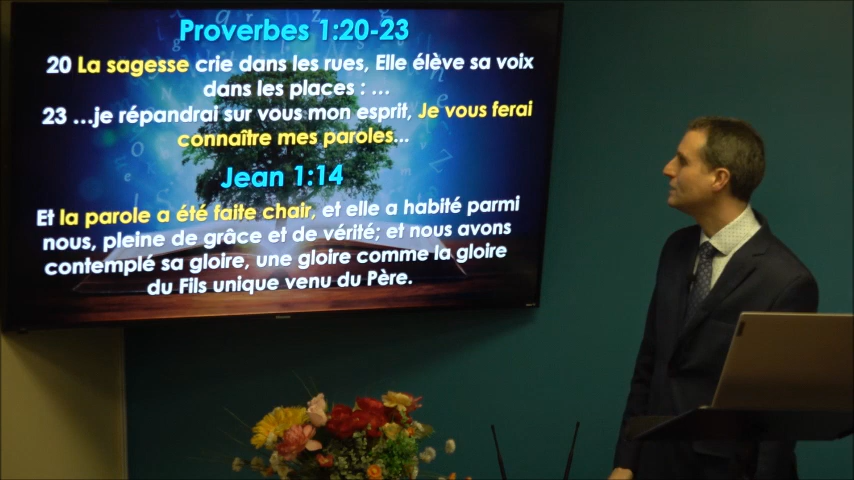 Proverbes 1:20-23
20 La sagesse crie dans les rues, Elle élève sa voix
dans les places : ...
23 ...je répandrai sur vous mon esprit, Je vous ferai
connaître mes paroles...
Jean 1:14
Et la parole a été faite chair, et elle a habité parmi
nous, pleine de grâce et de vérité; et nous avons
contemplé sa gloire, une gloire comme la gloire
du Fils unique venu du Père.